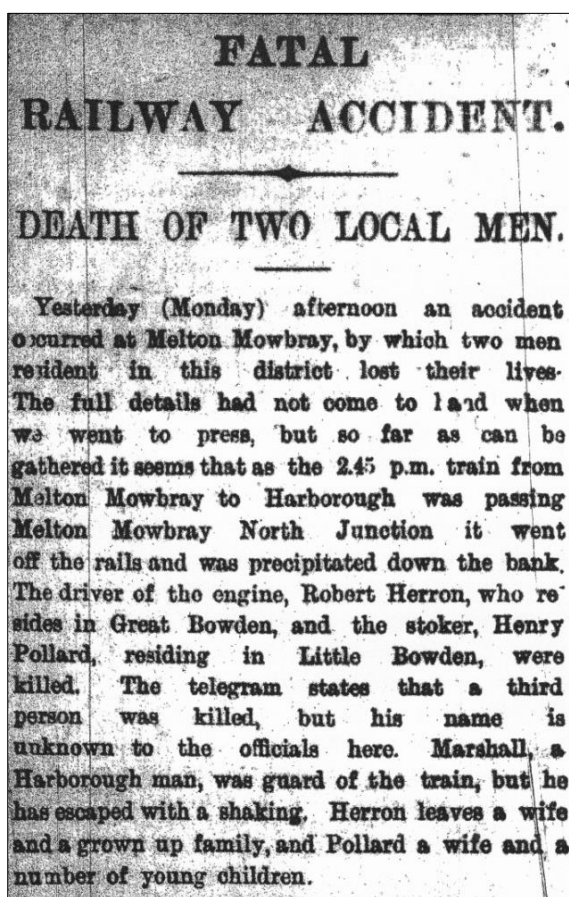 FATAL
RAILWAY ACCIDENT.
DEATH OF TWO LOCAL MEN.
Yesterday (Monday) afternoon an accident
occurred at Melton Mowbray, by which two men
resident in this district lost their lives.
The full details had not come to hand when
we went to press, but so far as can be
gathered it seems that as the 2.45 p.m. train from
Melton Mowbray to Harborough was passing
Melton Mowbray North Junction it went
off the rails and was precipitated down the bank.
The driver of the engine, Robert Herron, who re-
sides in Great Bowden, and the stoker, Henry
Pollard, residing in Little Bowden, were
killed. The telegram states that a third
person was killed, but his name is
unknown to the officials here. Marshall, a
Harborough man, was guard of the train, but he
has escaped with a shaking. Herron leaves a wife
and a grown up family, and Pollard a wife and a
number of young children.